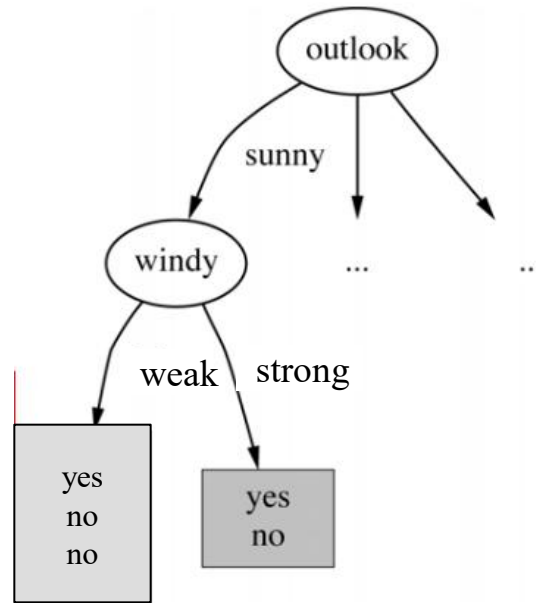 outlook
sunny
windy
...
..
weak
strong
yes
no
no
yes
no